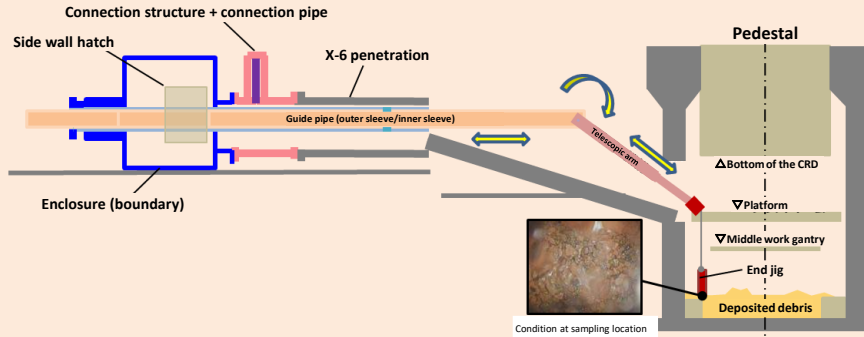 Connection structure + connection pipe
Pedestal
Side wall hatch
X-6 penetration
Guide pipe (outer sleeve/inner sleeve)
Telescopic arm
△Bottom of the CRD
▽Platform
Enclosure (boundary)
▽Middle work gantry
End jig
Deposited debris
Condition at sampling location